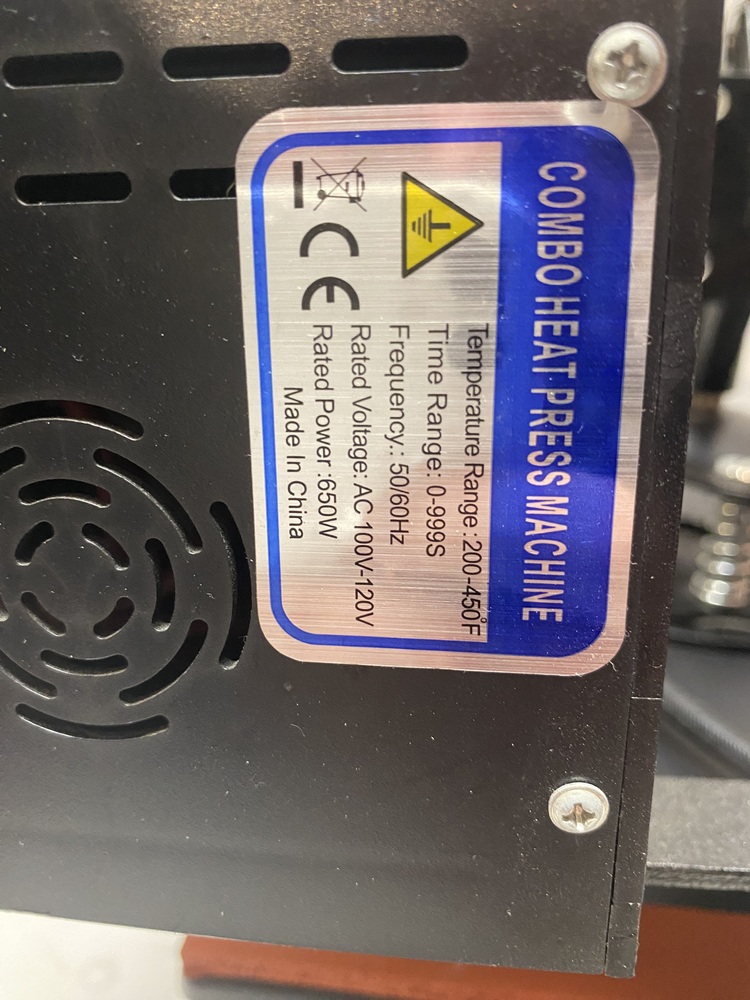 COMBO HEAT PRESS MACHINE
Temperature Range:200-450°F
Time Range: 0-999S
Frequency.: 50/60Hz
Rated Voltage: AC 100V-120V
Rated Power:650W
Made In China
CE